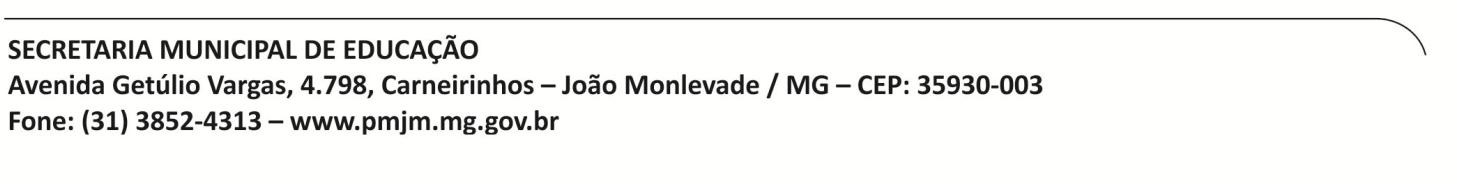 SECRETARIA MUNICIPAL DE EDUCAÇÃO
Avenida Getúlio Vargas, 4.798, Carneirinhos – João Monlevade / MG – CEP: 35930-003
Fone: (31) 3852-4313 – www.pmjm.mg.gov.br